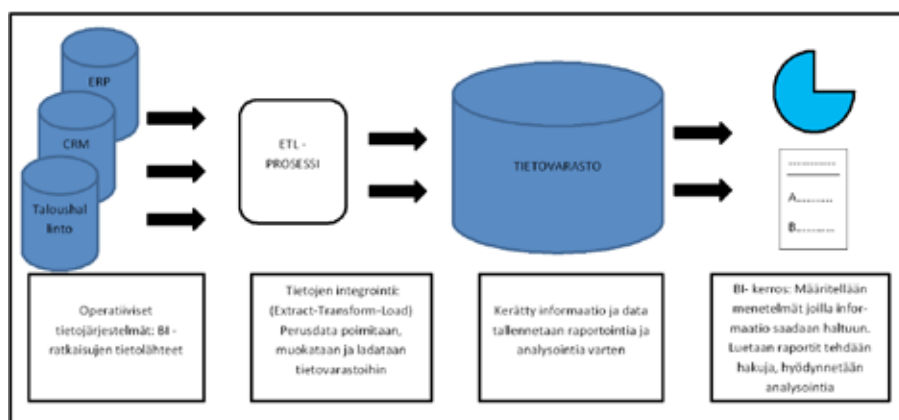 ERP
CRM
Taloushal
linto
ETL -
PROSESSI
TIETOVARASTO
A..........
B..........
Operatiiviset
tietojärjestelmät: BI -
ratkaisujen tietolähteet
Tietojen integrointi:
(Extract-Transform-Load)
Perusdata poimitaan,
muokataan ja ladataan
tietovarastoihin
Kerätty informaatio ja data
tallennetaan raportointia ja
analysointia varten
BI- kerros: Määritellään
menetelmät joilla infor-
maatio saadaan haltuun.
Luetaan raportit tehdään
hakuja, hyödynnetään
analysointia